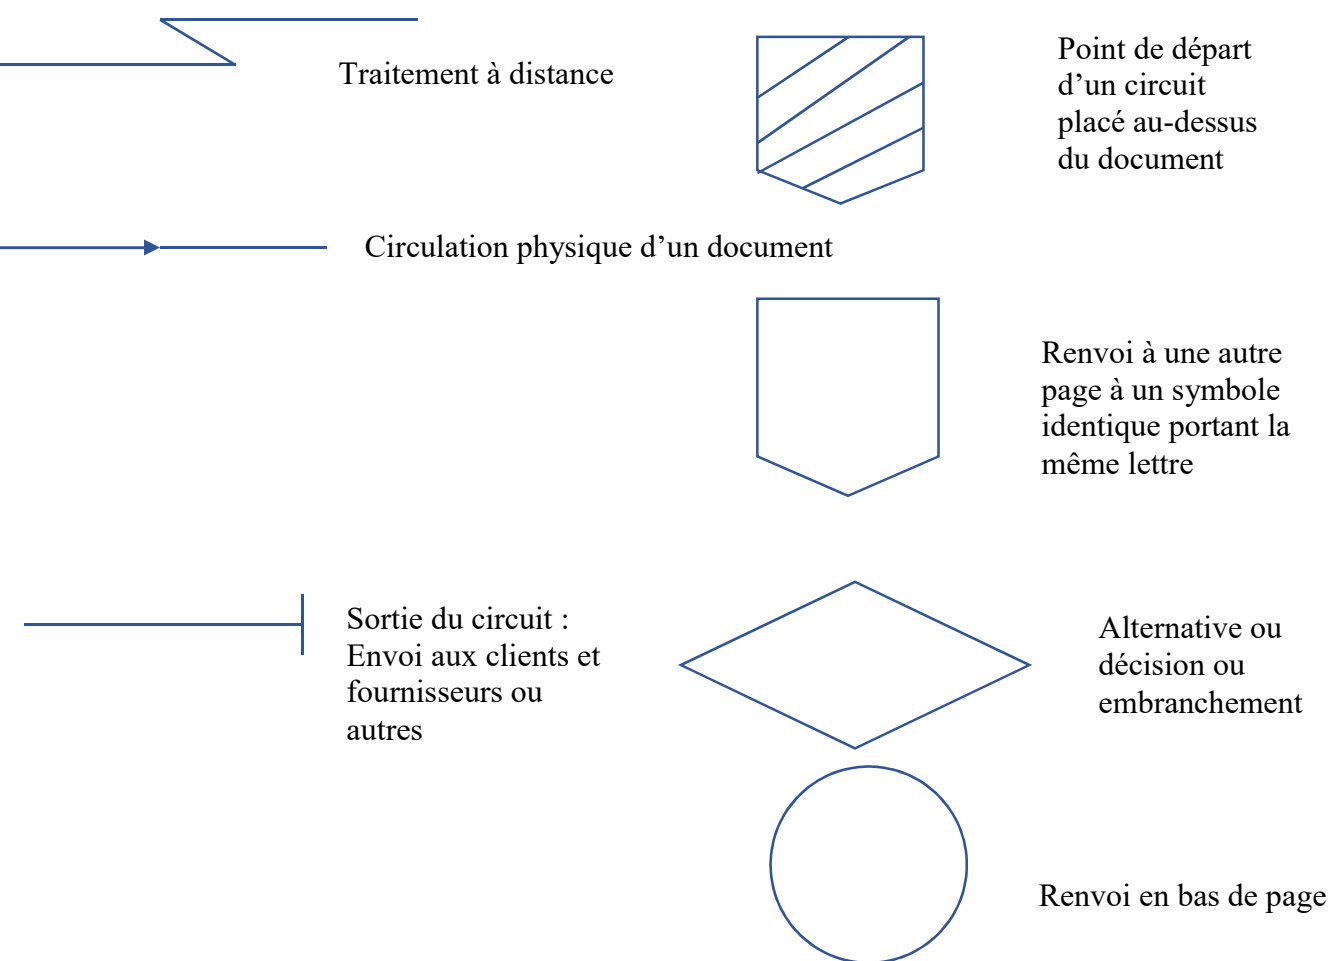 Traitement à distance
Point de départ
d’un circuit
placé au-dessus
du document
Circulation physique d’un document
Renvoi à une autre
page à un symbole
identique portant la
même lettre
Sortie du circuit :
Envoi aux clients et
fournisseurs ou
autres
Alternative ou
décision ou
embranchement
Renvoi en bas de page